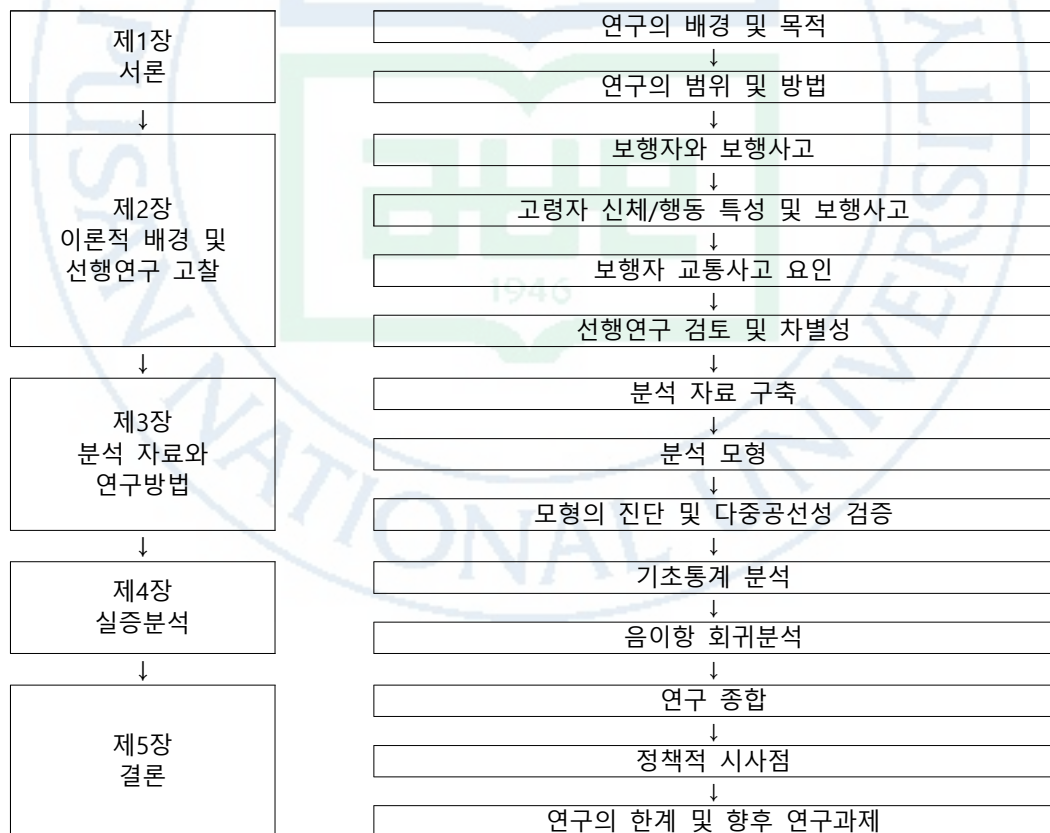 제1장
서론
연구의 배경 및 목적
↓
연구의 범위 및 방법
↓
↓
제2장
이론적 배경 및
선행연구 고찰
보행자와 보행사고
↓
고령자 신체/행동 특성 및 보행사고
↓
보행자 교통사고 요인
↓
선행연구 검토 및 차별성
↓
↓
제3장
분석 자료와
연구방법
분석 자료 구축
↓
분석 모형
↓
모형의 진단 및 다중공선성 검증
↓
↓
제4장
실증분석
기초통계 분석
↓
음이항 회귀분석
↓
↓
제5장
결론
연구 종합
↓
정책적 시사점
↓
연구의 한계 및 향후 연구과제
1946
PUSAN NATIONAL UNIVERSITY